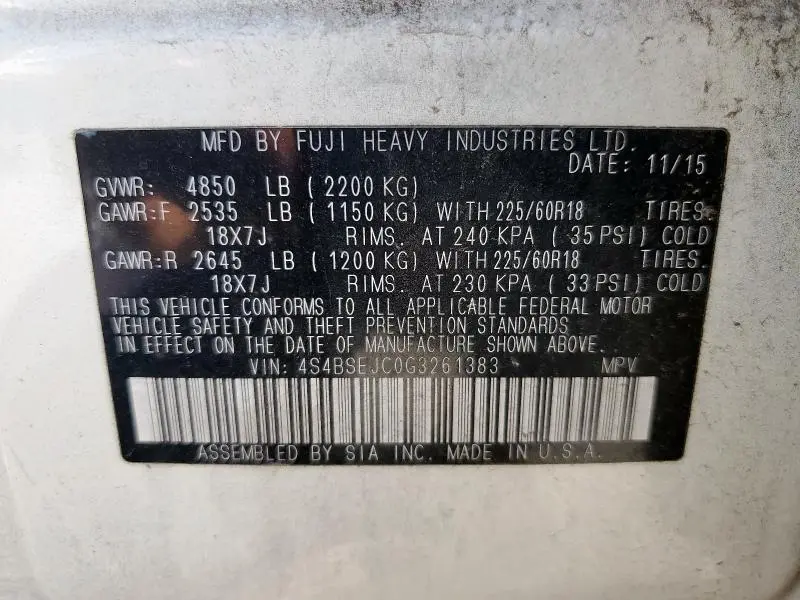 MFD BY FUJI HEAVY INDUSTRIES LTD.
DATE: 11/15
GVWR: 4850 LB (2200 KG)
GAWR:F 2535 LB (1150 KG) WITH 225/60R18 TIRES.
18X7J RIMS. AT 240 KPA (35 PSI) COLD
GAWR:R 2645 LB (1200 KG) WITH 225/60R18 TIRES.
18X7J RIMS. AT 230 KPA (33 PSI) COLD
THIS VEHICLE CONFORMS TO ALL APPLICABLE FEDERAL MOTOR
VEHICLE SAFETY AND THEFT PREVENTION STANDARDS
IN EFFECT ON THE DATE OF MANUFACTURE SHOWN ABOVE.
VIN: 4S4BSEJC0G3261383 MPV
ASSEMBLED BY SIA INC. MADE IN U.S.A.